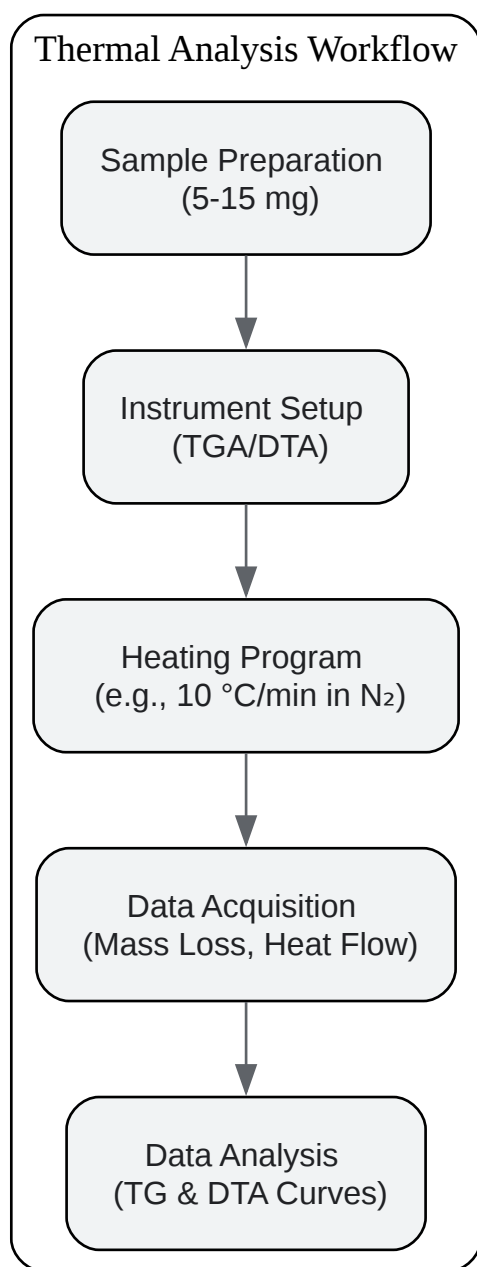 Thermal Analysis Workflow
Sample Preparation
(5-15 mg)
Instrument Setup
(TGA/DTA)
Heating Program
(e.g., 10 °C/min in N₂)
Data Acquisition
(Mass Loss, Heat Flow)
Data Analysis
(TG & DTA Curves)